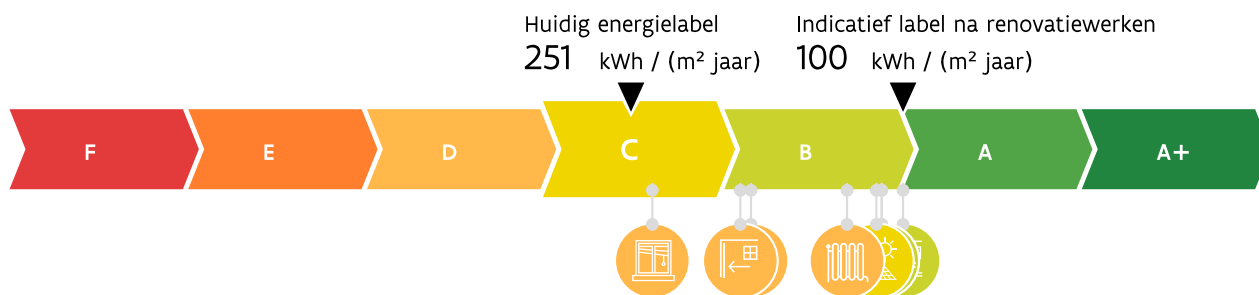 Huidig energielabel
251 kWh / (m² jaar)
Indicatief label na renovatiewerken
100 kWh / (m² jaar)
F E D C B A A+